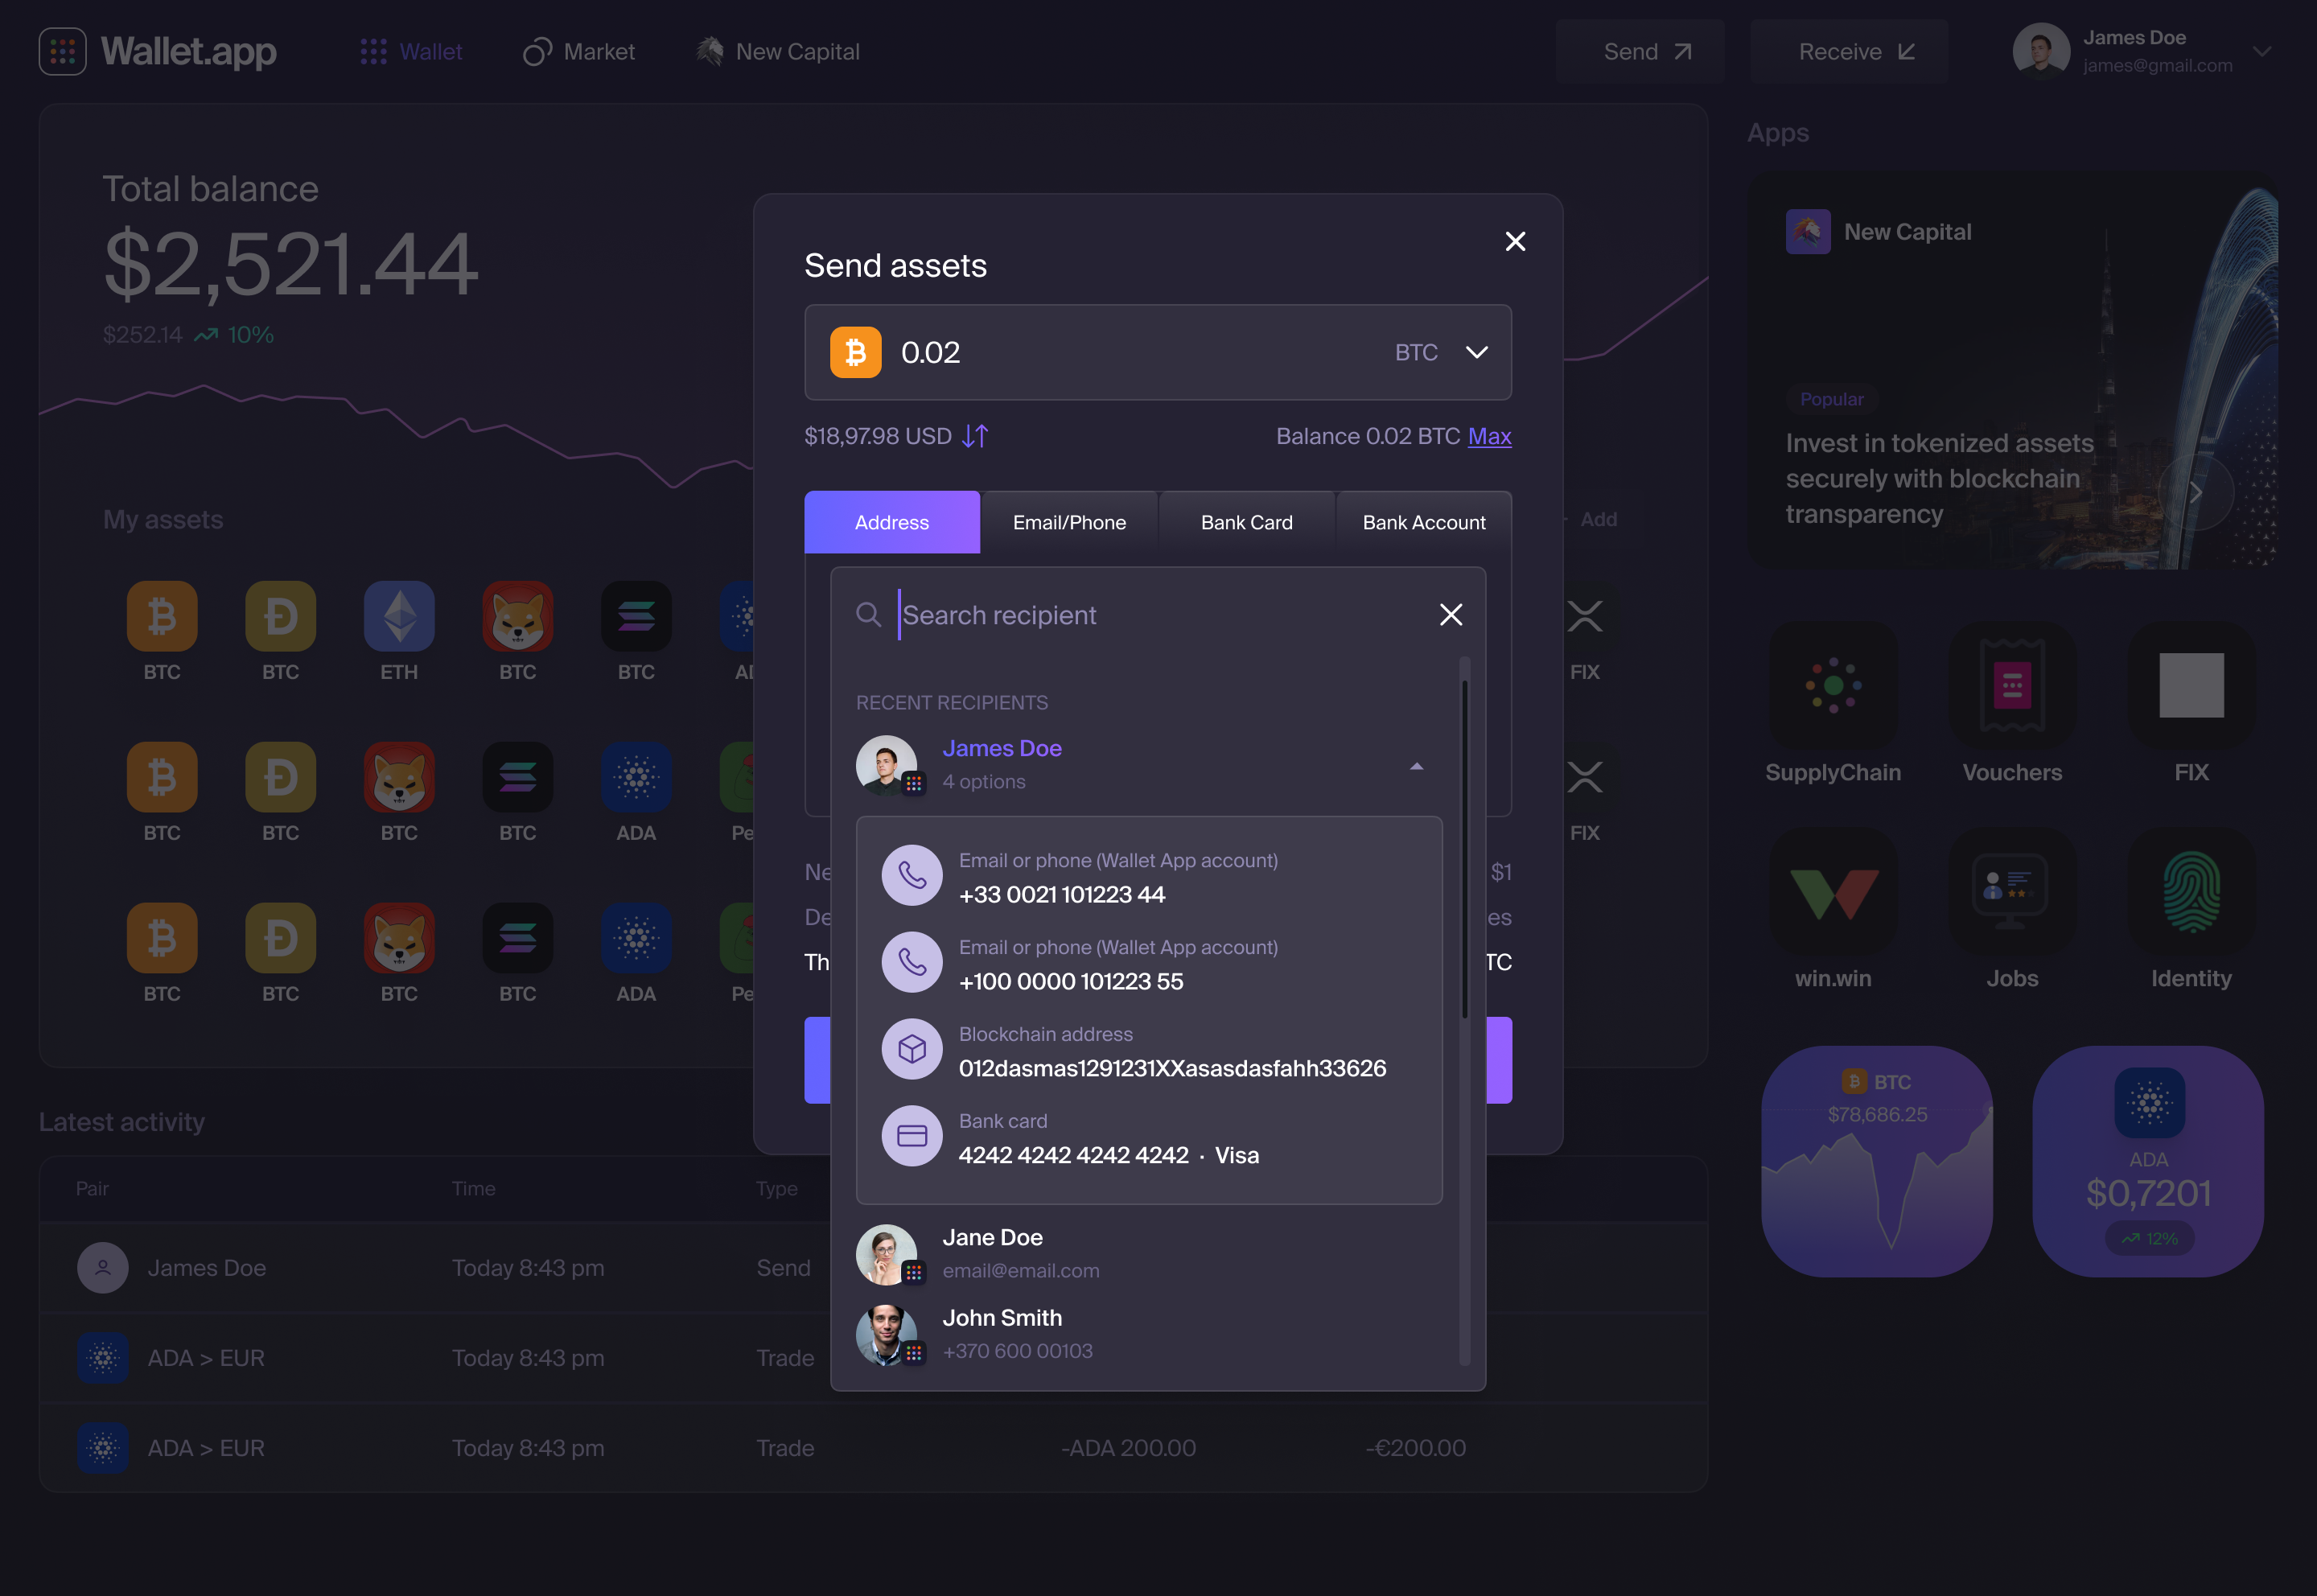 Wallet.app
Wallet
Market
New Capital
Send
Receive
James Doe
james@gmail.com
Total balance
$2,521.44
$252.14 10%
My assets
Add
BTC BTC ETH BTC BTC FIX
BTC BTC BTC BTC ADA Pe FIX
BTC BTC BTC BTC ADA Pe
Send assets
0.02 BTC
$18,97.98 USD
Balance 0.02 BTC Max
Address
Email/Phone
Bank Card
Bank Account
Search recipient
RECENT RECIPIENTS
James Doe
4 options
Email or phone (Wallet App account)
+33 0021 101223 44
Email or phone (Wallet App account)
+100 0000 101223 55
Blockchain address
012dasmas1291231XXasasdasfahh33626
Bank card
4242 4242 4242 4242 · Visa
Jane Doe
email@email.com
John Smith
+370 600 00103
Ne $1
De es
Th TC
Latest activity
Pair Time Type
James Doe Today 8:43 pm Send
ADA > EUR Today 8:43 pm Trade
ADA > EUR Today 8:43 pm Trade -ADA 200.00 -€200.00
Apps
New Capital
Popular
Invest in tokenized assets
securely with blockchain
transparency
SupplyChain
Vouchers
FIX
win.win
Jobs
Identity
BTC
$78,686.25
ADA
$0,7201
12%